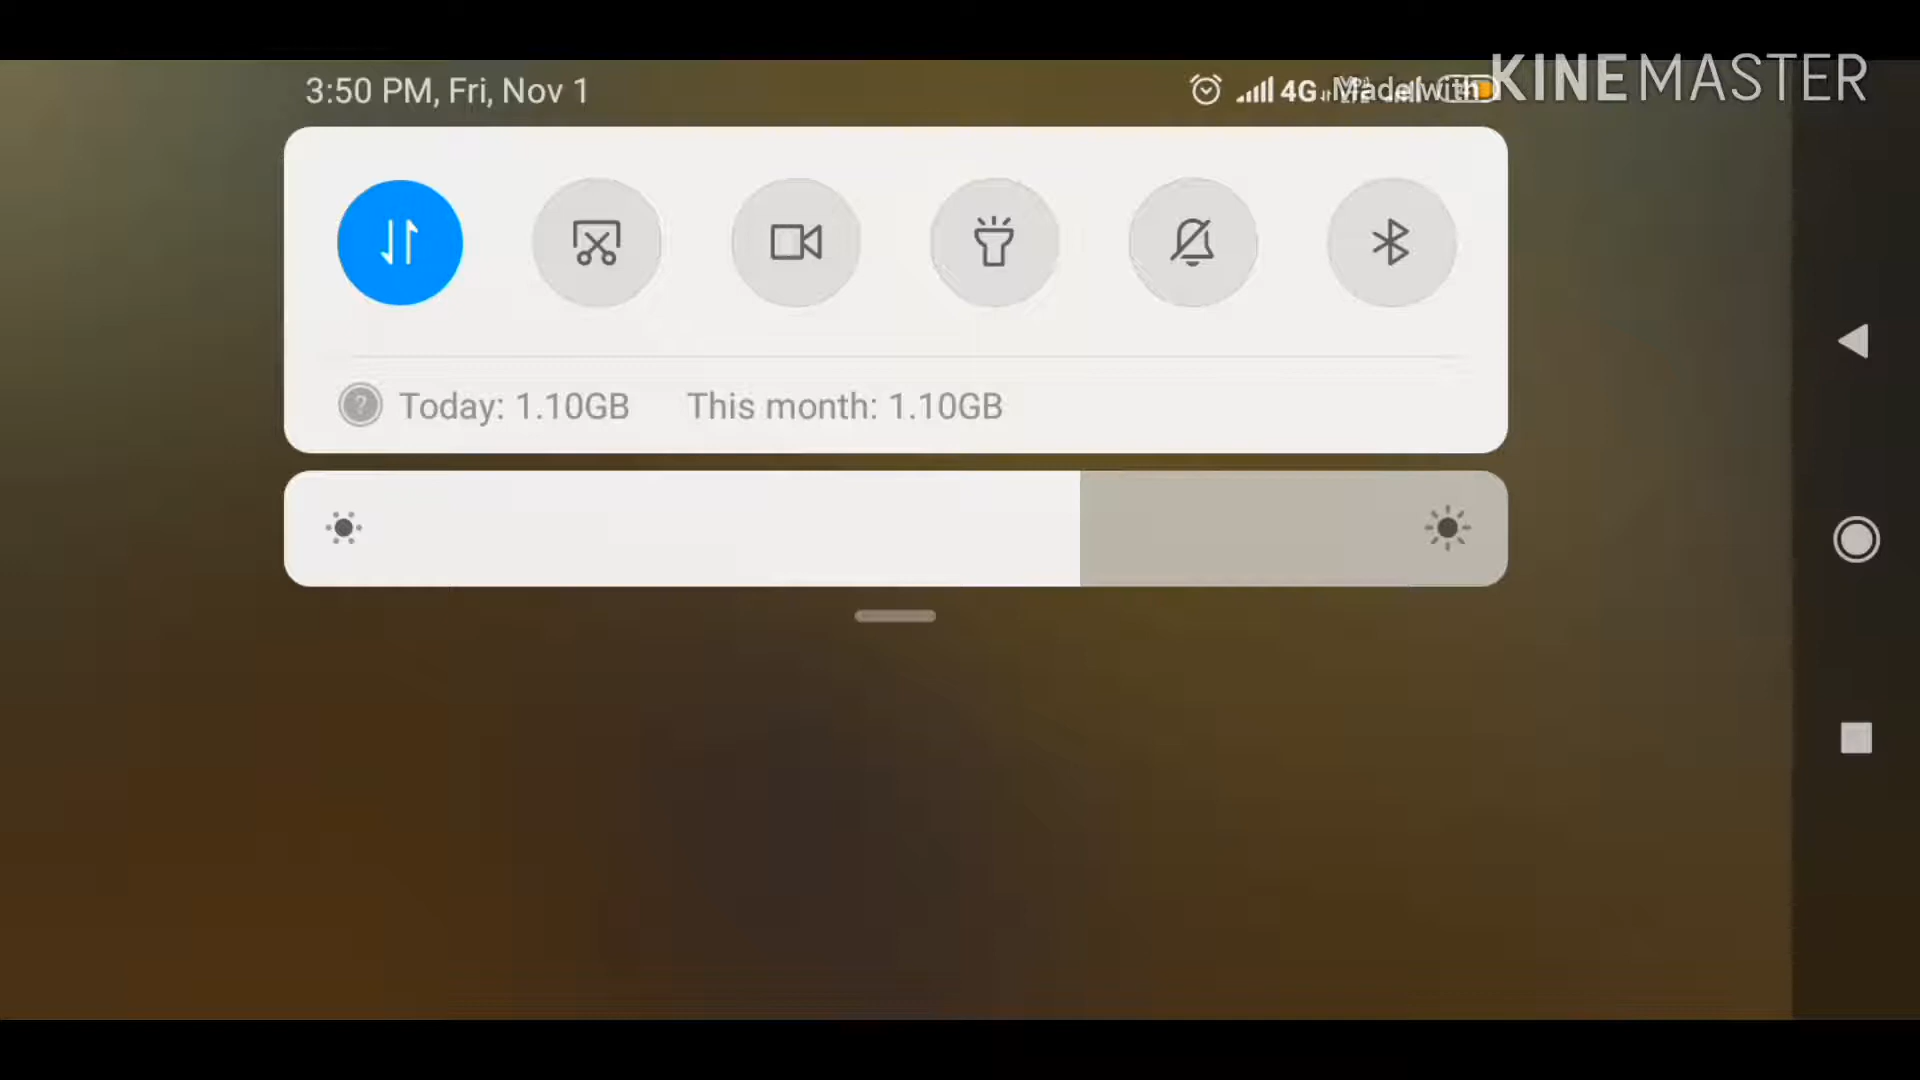 3:50 PM, Fri, Nov 1
4G
Made with KINEMASTER
Today: 1.10GB This month: 1.10GB